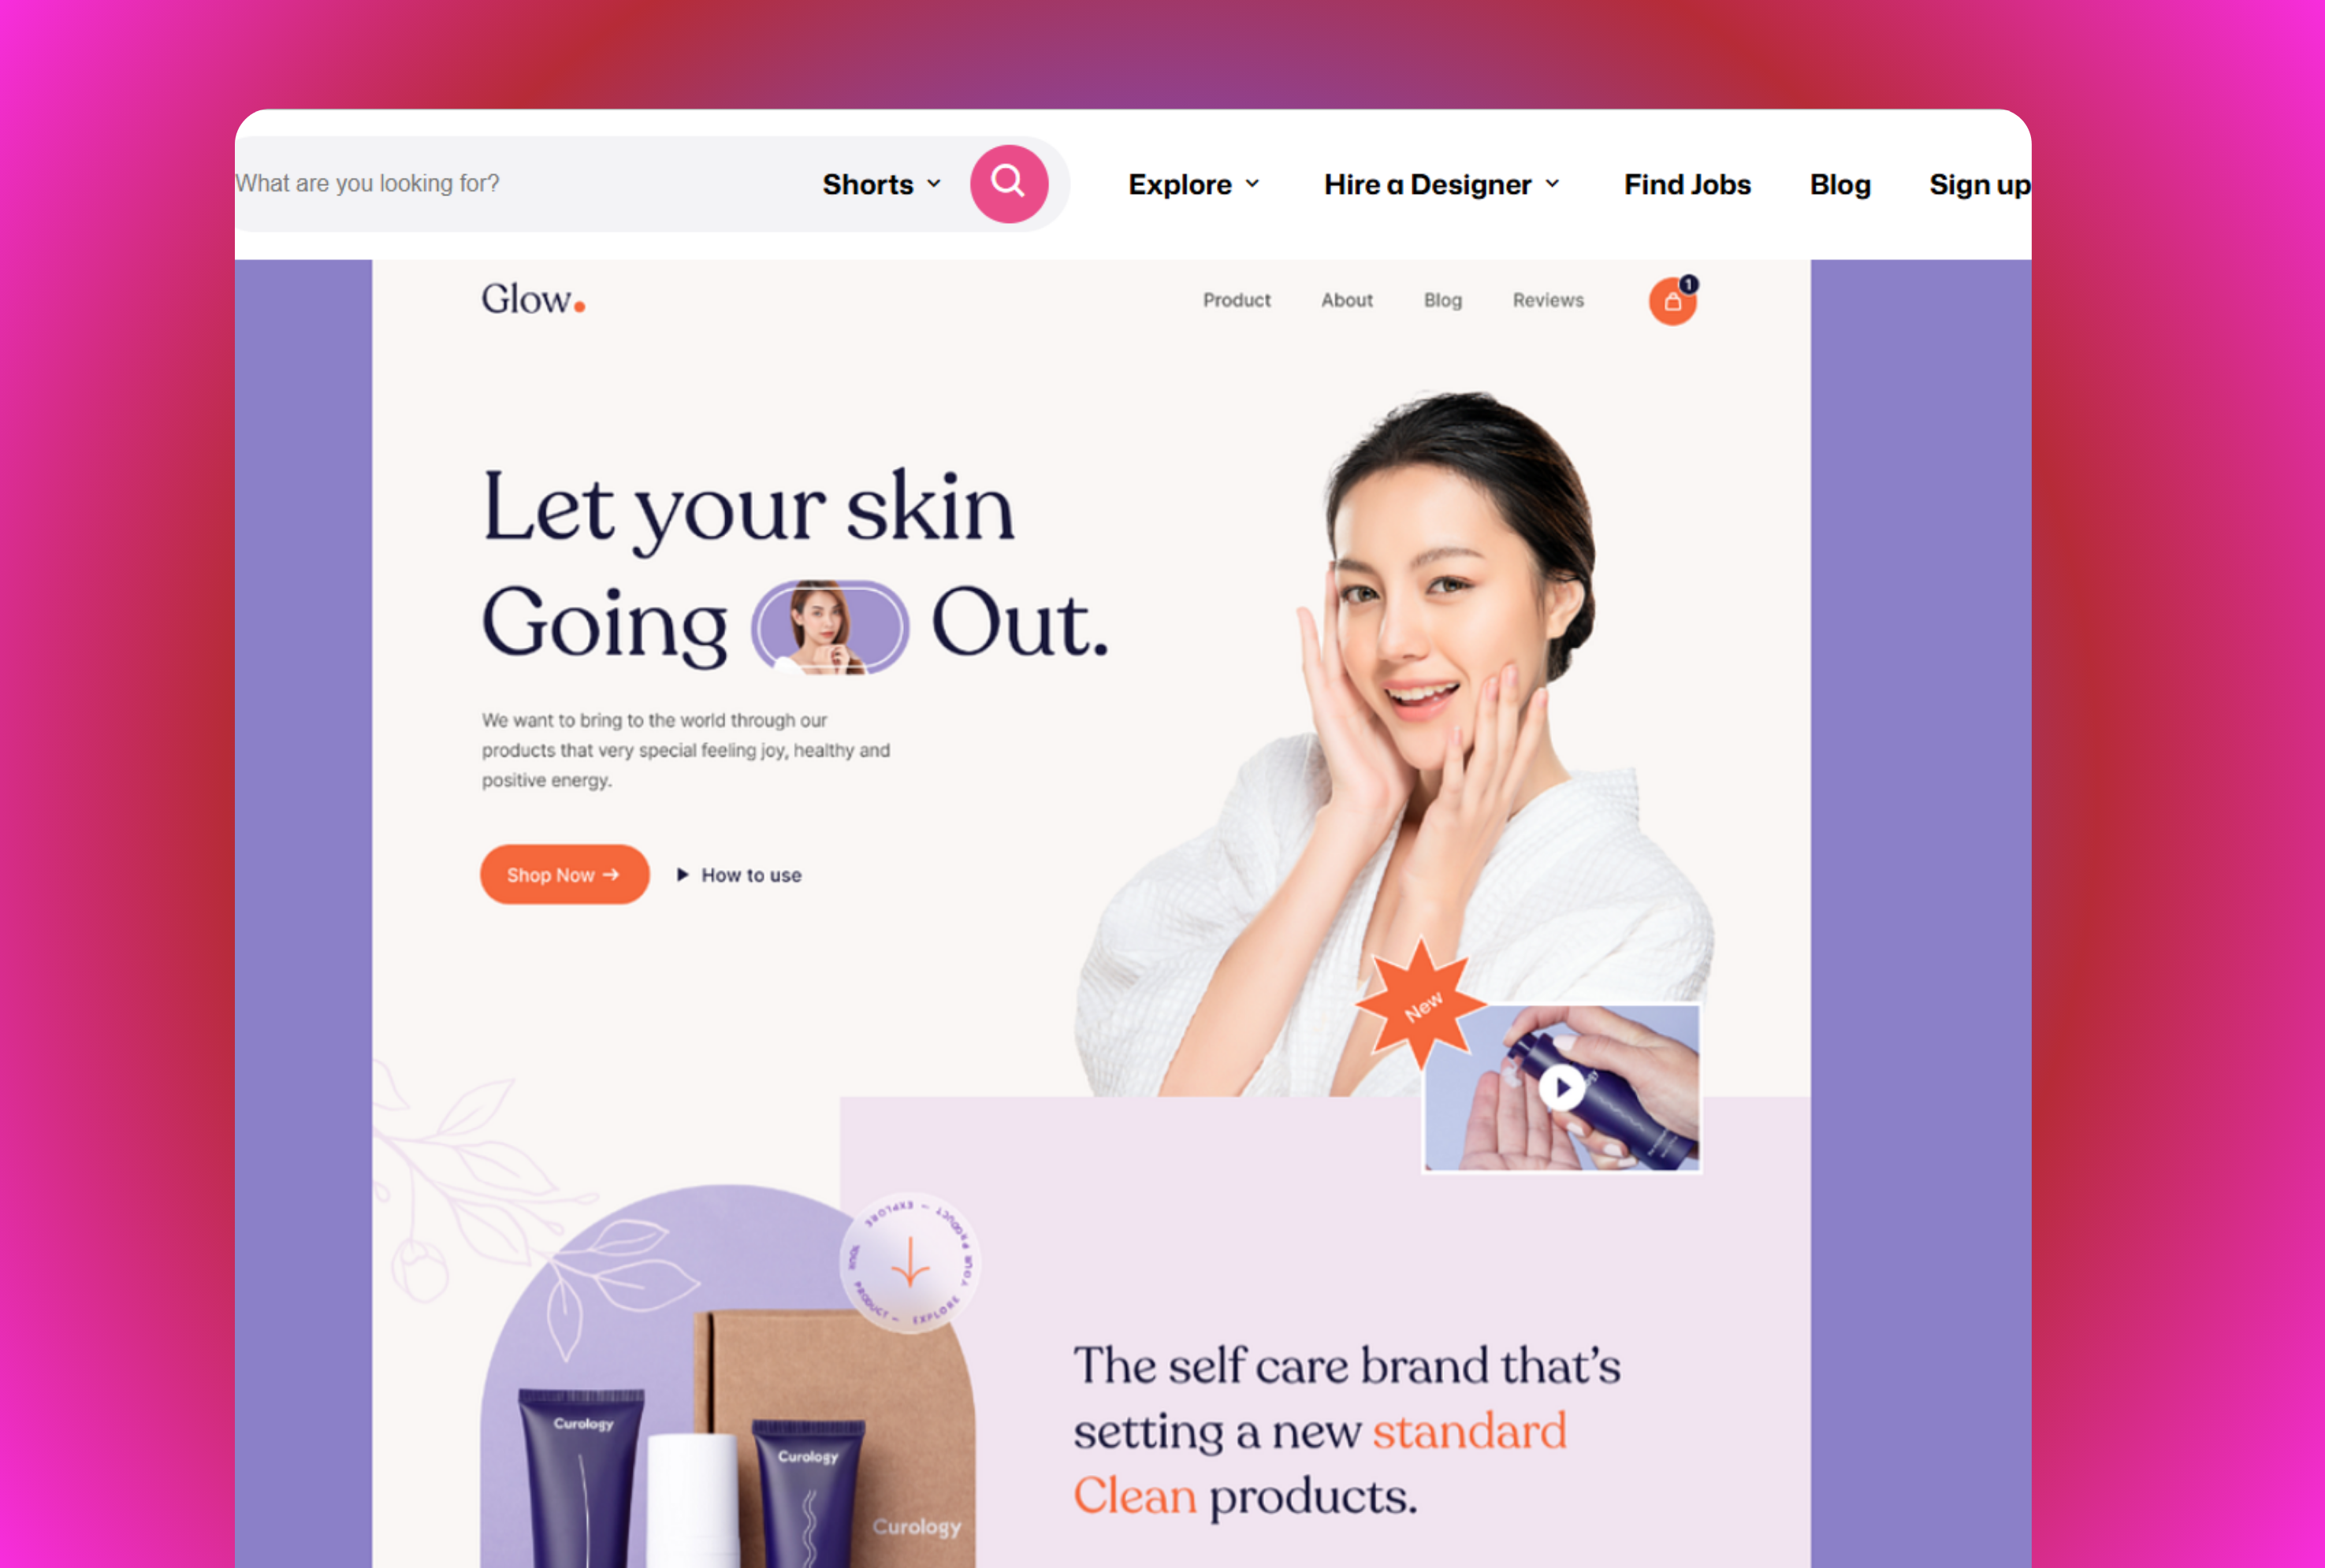 What are you looking for?
Shorts
Explore
Hire a Designer
Find Jobs
Blog
Sign up
Glow.
Product
About
Blog
Reviews
1
Let your skin
Going Out.
We want to bring to the world through our
products that very special feeling joy, healthy and
positive energy.
Shop Now →
How to use
New
EXPLORE YOUR PRODUCT – EXPLORE YOUR PRODUCT –
The self care brand that’s
setting a new standard
Clean products.
Curology
Curology
Curology